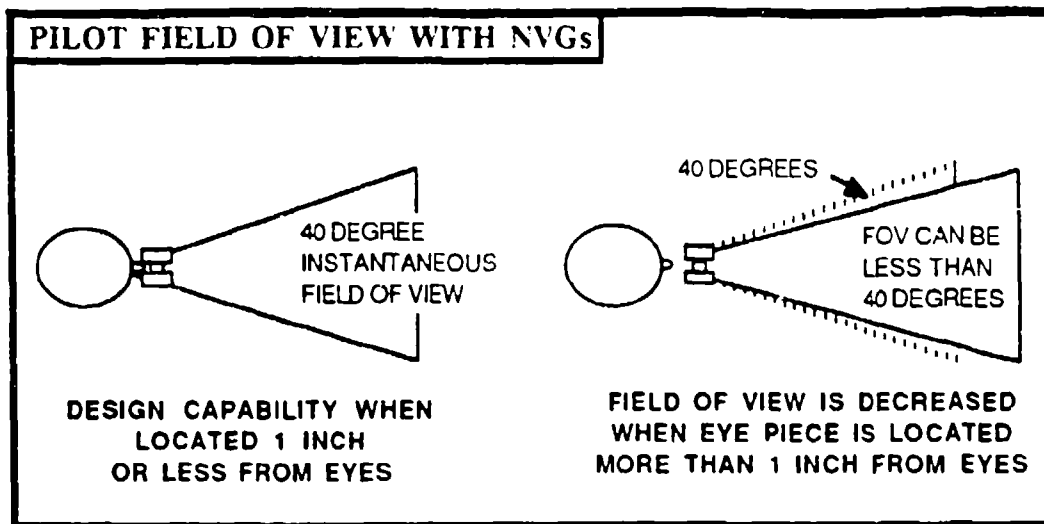 PILOT FIELD OF VIEW WITH NVGs
40 DEGREE
INSTANTANEOUS
FIELD OF VIEW
DESIGN CAPABILITY WHEN
LOCATED 1 INCH
OR LESS FROM EYES
40 DEGREES
FOV CAN BE
LESS THAN
40 DEGREES
FIELD OF VIEW IS DECREASED
WHEN EYE PIECE IS LOCATED
MORE THAN 1 INCH FROM EYES